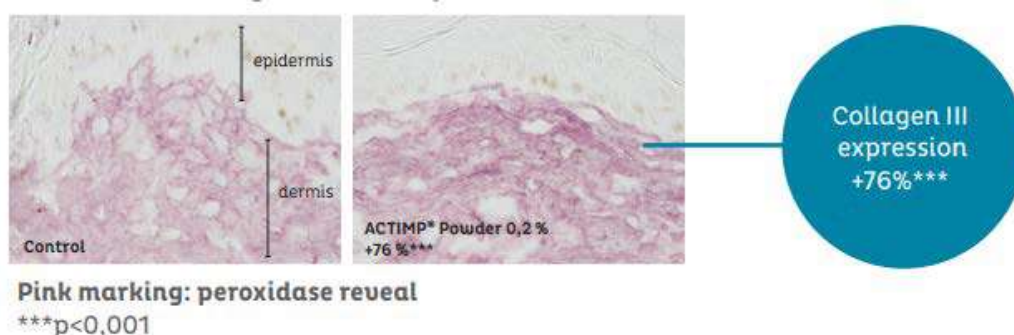 epidermis
dermis
Control
ACTIMP® Powder 0,2 %
+76 %***
Collagen III
expression
+76%***
Pink marking: peroxidase reveal
***p<0,001